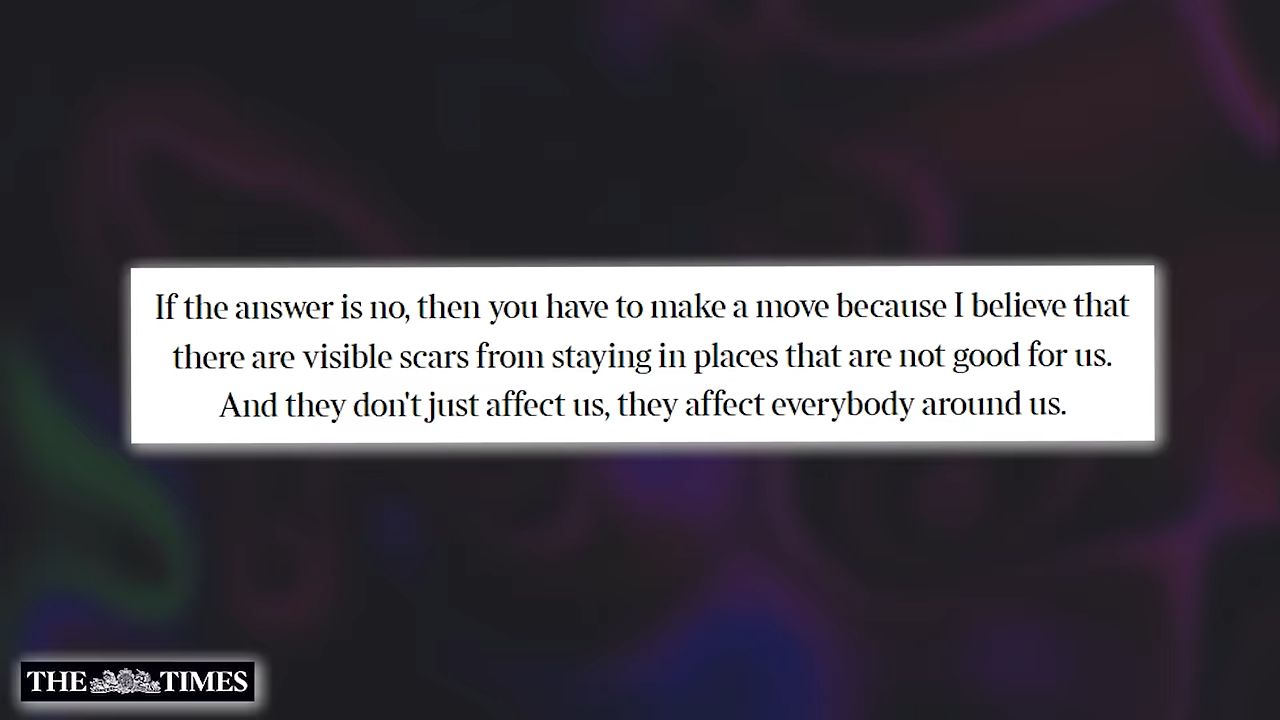 If the answer is no, then you have to make a move because I believe that
there are visible scars from staying in places that are not good for us.
And they don't just affect us, they affect everybody around us.
THE TIMES